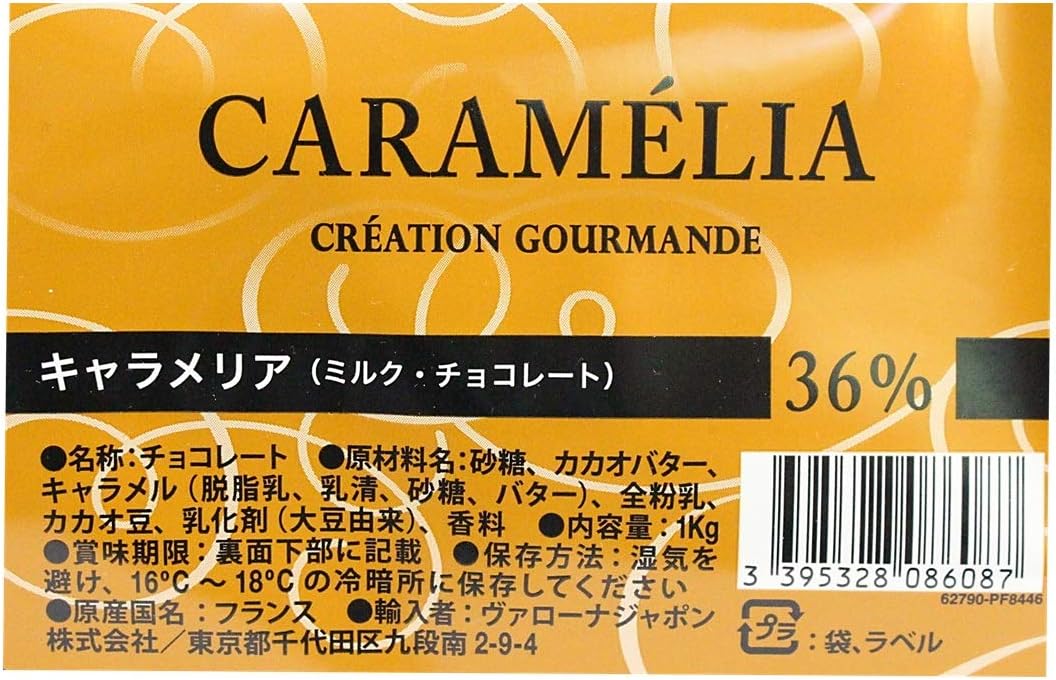 CARAMÉLIA
CRÉATION GOURMANDE
キャラメリア（ミルク・チョコレート）
36%
●名称：チョコレート ●原材料名：砂糖、カカオバター、
キャラメル（脱脂乳、乳清、砂糖、バター）、全粉乳、
カカオ豆、乳化剤（大豆由来）、香料 ●内容量：1Kg
●賞味期限：裏面下部に記載 ●保存方法：湿気を
避け、16℃～18℃の冷暗所に保存してください
●原産国名：フランス ●輸入者：ヴァローナジャポン
株式会社／東京都千代田区九段南 2-9-4
3 395328 086087
62790-PF8446
プラ：袋、ラベル